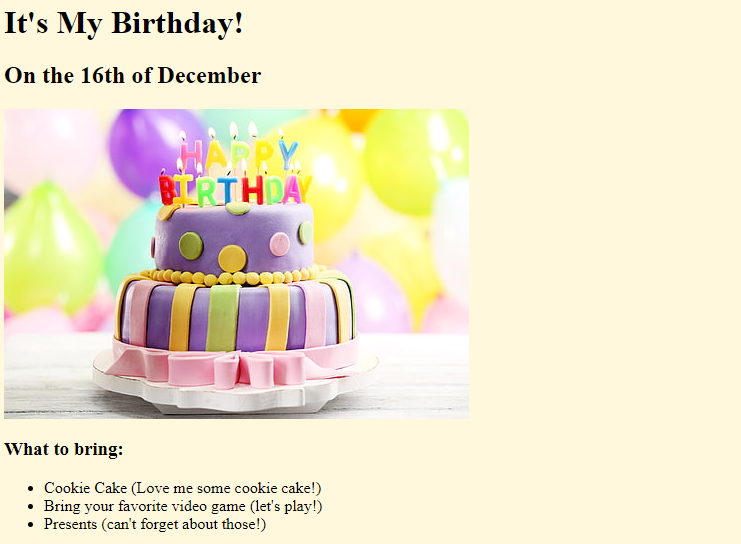 It's My Birthday!
On the 16th of December
HAPPY
BIRTHDAY
What to bring:
Cookie Cake (Love me some cookie cake!)
Bring your favorite video game (let's play!)
Presents (can't forget about those!)